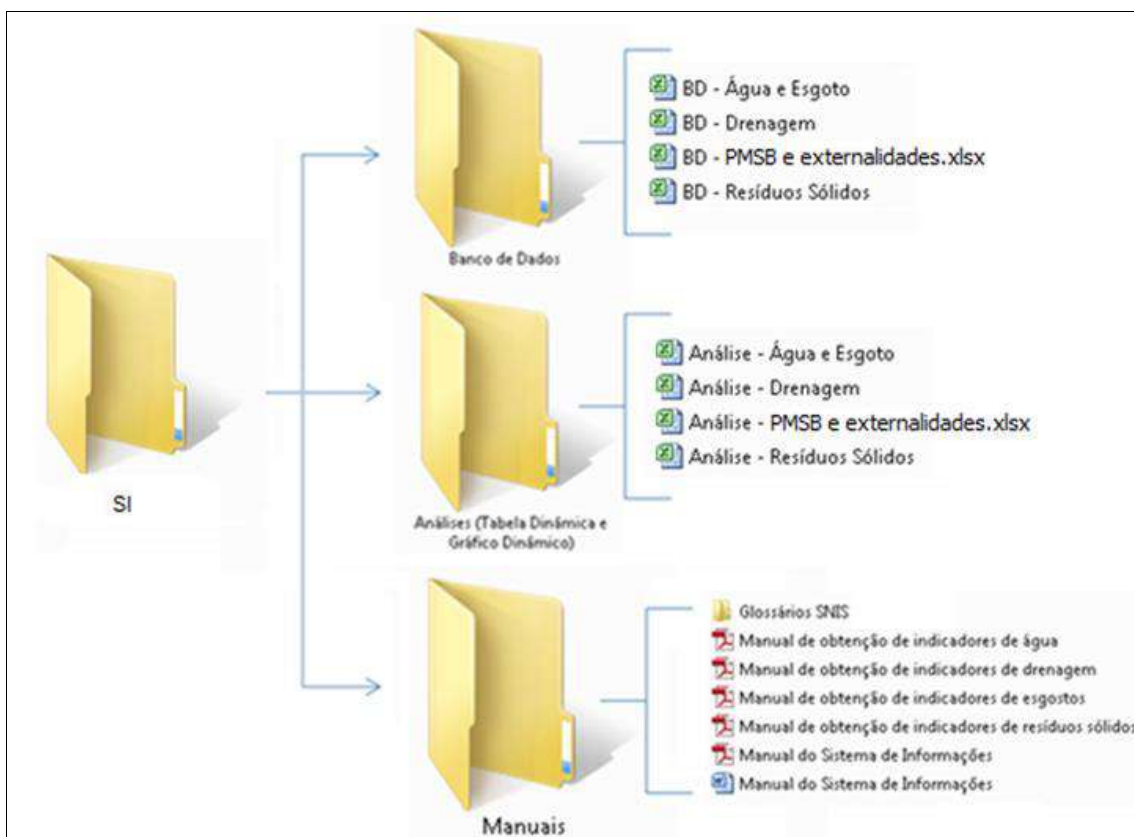 SI
Banco de Dados
BD - Água e Esgoto
BD - Drenagem
BD - PMSB e externalidades.xlsx
BD - Resíduos Sólidos
Análises (Tabela Dinâmica e
Gráfico Dinâmico)
Análise - Água e Esgoto
Análise - Drenagem
Análise - PMSB e externalidades.xlsx
Análise - Resíduos Sólidos
Manuais
Glossários SNIS
Manual de obtenção de indicadores de água
Manual de obtenção de indicadores de drenagem
Manual de obtenção de indicadores de esgostos
Manual de obtenção de indicadores de resíduos sólidos
Manual do Sistema de Informações
Manual do Sistema de Informações